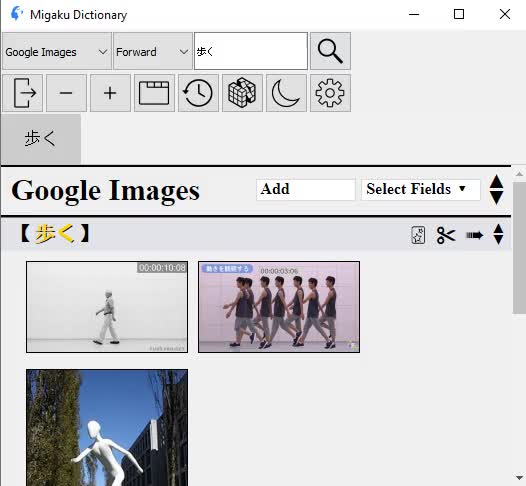 Migaku Dictionary
Google Images Forward 歩く
歩く
Google Images Add Select Fields ▼
【歩く】
00:00:10:08
動きを観察する 00:00:03:06